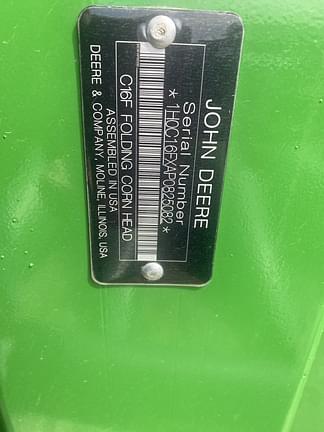 JOHN DEERE
Serial Number
*1H0C16FXAP0825082*
C16F FOLDING CORN HEAD
ASSEMBLED IN USA
DEERE & COMPANY, MOLINE, ILLINOIS, USA